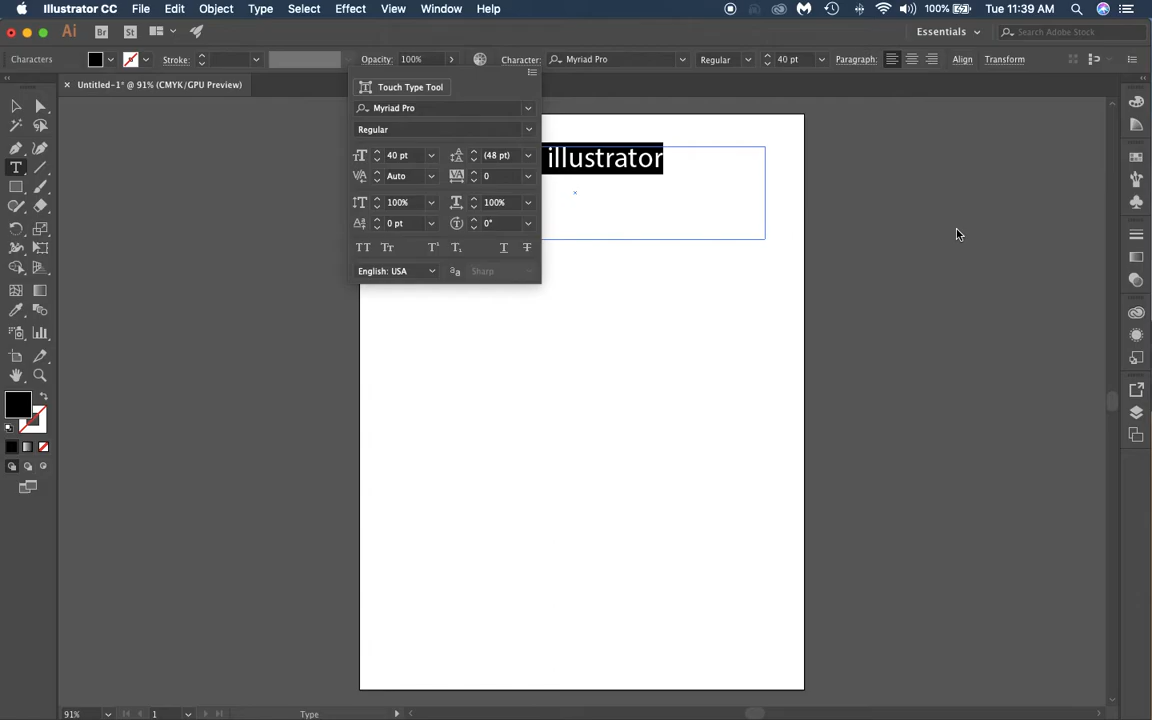 Illustrator CC File Edit Object Type Select Effect View Window Help 100% Tue 11:39 AM
Ai Br St Essentials Search Adobe Stock
Characters Stroke: Opacity: 100% Character: Myriad Pro Regular 40 pt Paragraph: Align Transform
× Untitled-1* @ 91% (CMYK/GPU Preview)
Touch Type Tool
Myriad Pro
Regular
40 pt (48 pt)
Auto 0
100% 100%
0 pt 0°
English: USA Sharp
illustrator
91% 1 Type